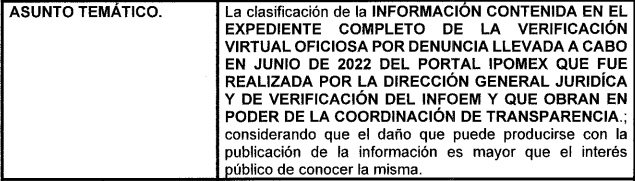 ASUNTO TEMÁTICO.
La clasificación de la INFORMACIÓN CONTENIDA EN EL
EXPEDIENTE COMPLETO DE LA VERIFICACIÓN
VIRTUAL OFICIOSA POR DENUNCIA LLEVADA A CABO
EN JUNIO DE 2022 DEL PORTAL IPOMEX QUE FUE
REALIZADA POR LA DIRECCIÓN GENERAL JURIDÍCA
Y DE VERIFICACIÓN DEL INFOEM Y QUE OBRAN EN
PODER DE LA COORDINACIÓN DE TRANSPARENCIA.;
considerando que el daño que puede producirse con la
publicación de la información es mayor que el interés
público de conocer la misma.